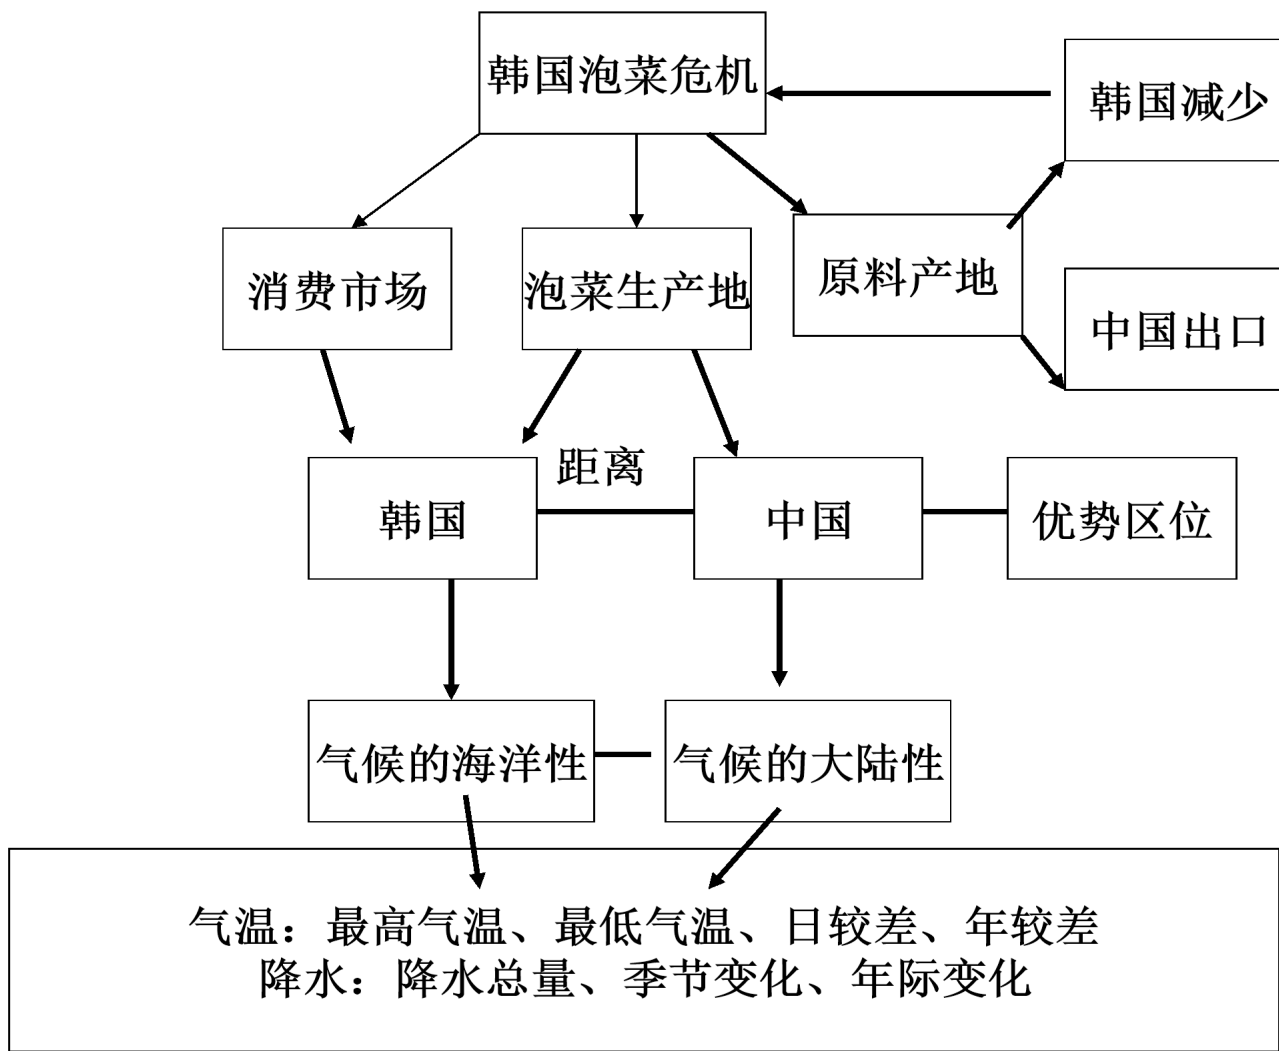 韩国泡菜危机
韩国减少
消费市场
泡菜生产地
原料产地
中国出口
距离
韩国
中国
优势区位
气候的海洋性
气候的大陆性
气温：最高气温、最低气温、日较差、年较差
降水：降水总量、季节变化、年际变化